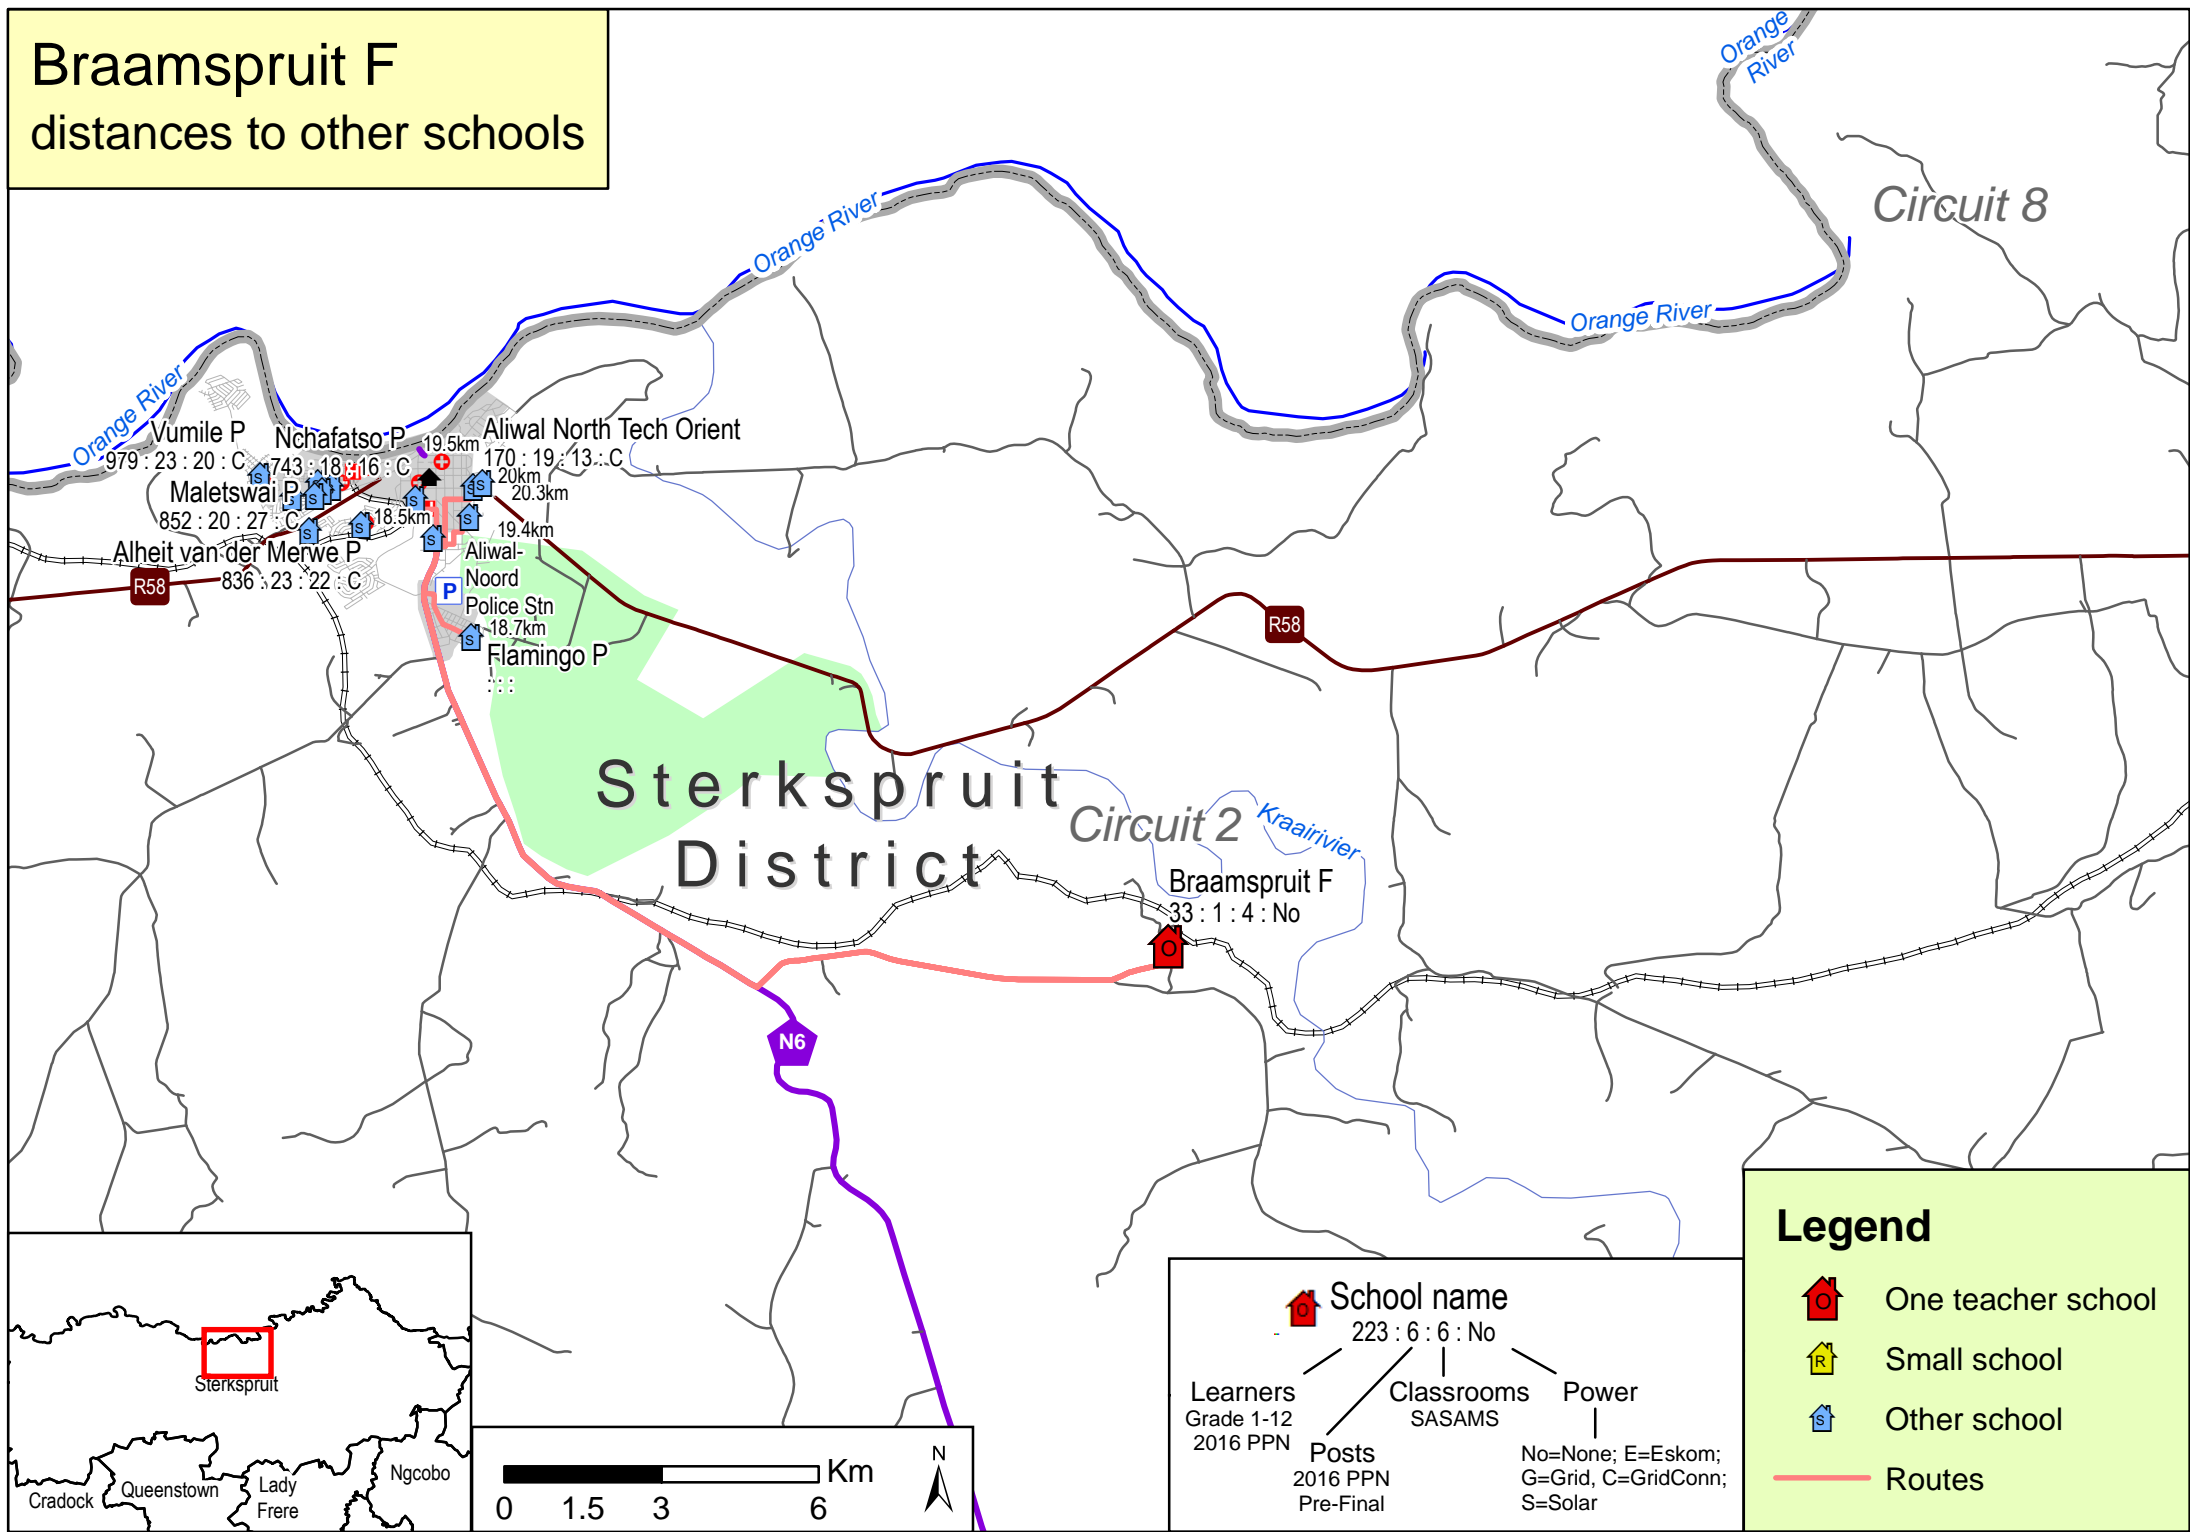 Braamspruit F
distances to other schools
Orange
River
Circuit 8
Orange River
Orange River
Orange River
Vumile P
979 : 23 : 20 : C
Nchafatso P
743 : 18 : 16 : C
19.5km
Aliwal North Tech Orient
170 : 19 : 13 : C
20km
20.3km
Maletswai P
852 : 20 : 27 : C
18.5km
19.4km
Alheit van der Merwe P
836 : 23 : 22 : C
Aliwal-
Noord
Police Stn
P
18.7km
Flamingo P
: : :
R58
R58
Sterkspruit
District
Circuit 2
Kraairivier
Braamspruit F
33 : 1 : 4 : No
O
N6
S
S
S
S
S
S
S
S
S
Sterkspruit
Cradock
Queenstown
Lady
Frere
Ngcobo
Km
0 1.5 3 6
N
O
School name
223 : 6 : 6 : No
Learners
Grade 1-12
2016 PPN
Posts
2016 PPN
Pre-Final
Classrooms
SASAMS
Power
No=None; E=Eskom;
G=Grid, C=GridConn;
S=Solar
Legend
O One teacher school
R Small school
S Other school
Routes